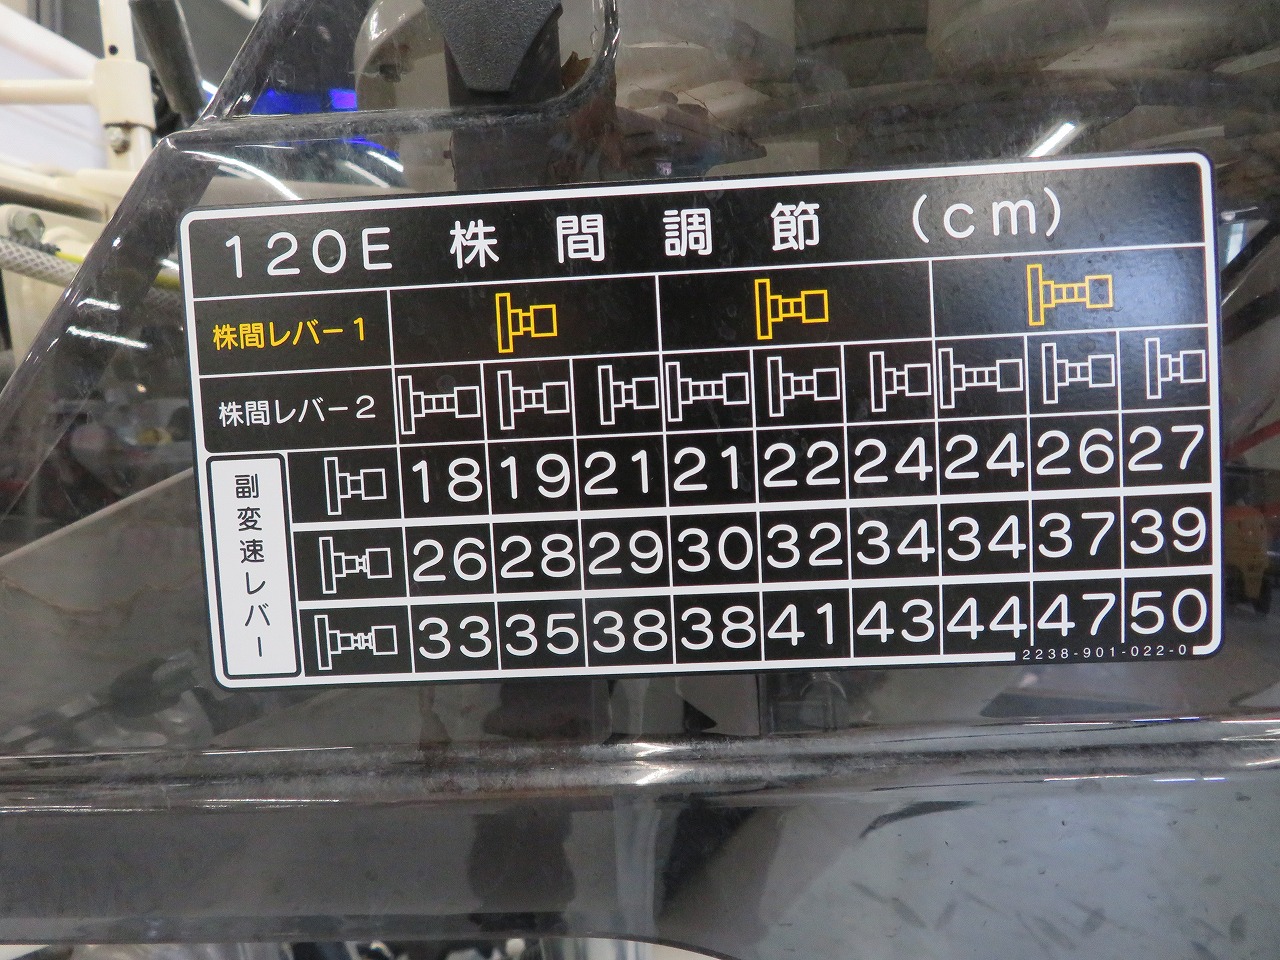 120E 株間調節 (cm)
株間レバー1
株間レバー2
副変速レバー
18 19 21 21 22 24 24 26 27
26 28 29 30 32 34 34 37 39
33 35 38 38 41 43 44 47 50
2238-901-022-0